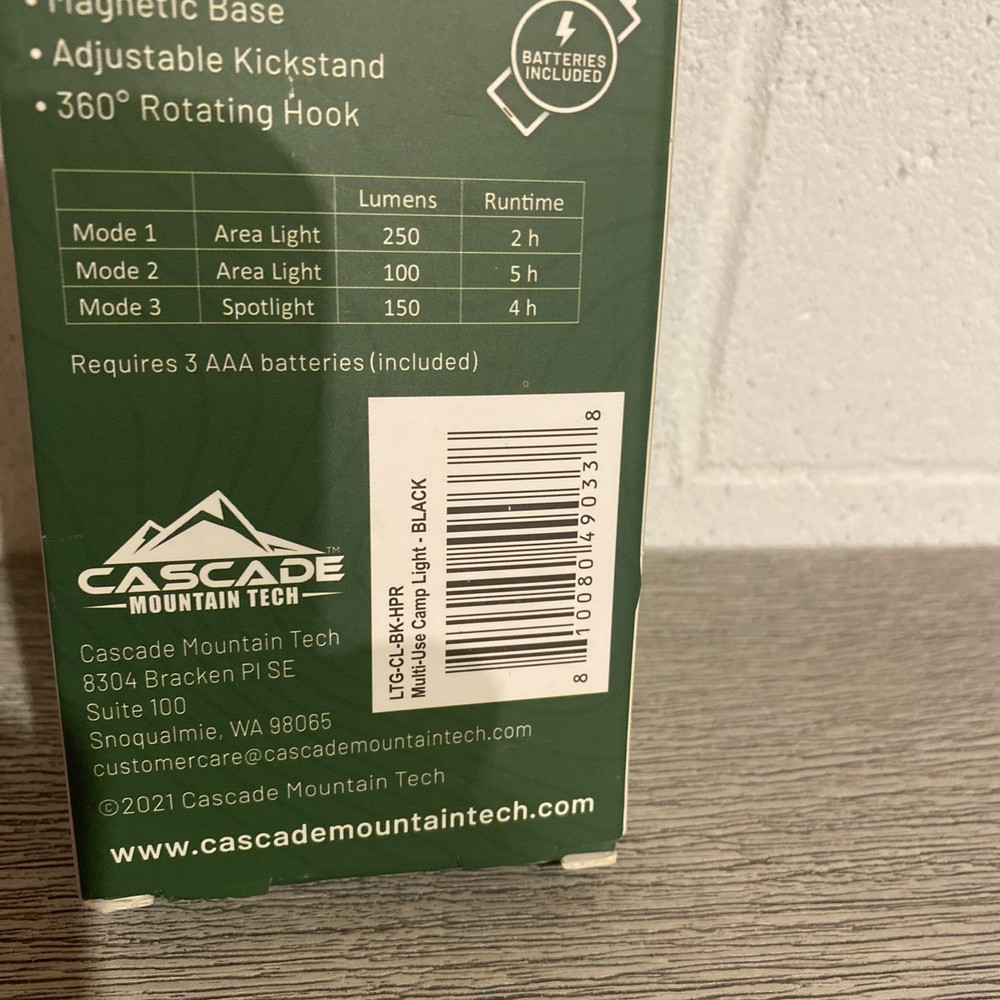 • Magnetic Base
• Adjustable Kickstand
• 360° Rotating Hook
BATTERIES
INCLUDED
Lumens Runtime
Mode 1 Area Light 250 2 h
Mode 2 Area Light 100 5 h
Mode 3 Spotlight 150 4 h
Requires 3 AAA batteries (included)
LTG-CL-BK-HPR
Multi-Use Camp Light - BLACK
8 10080 49033 8
CASCADE™
MOUNTAIN TECH
Cascade Mountain Tech
8304 Bracken Pl SE
Suite 100
Snoqualmie, WA 98065
customercare@cascademountaintech.com
©2021 Cascade Mountain Tech
www.cascademountaintech.com